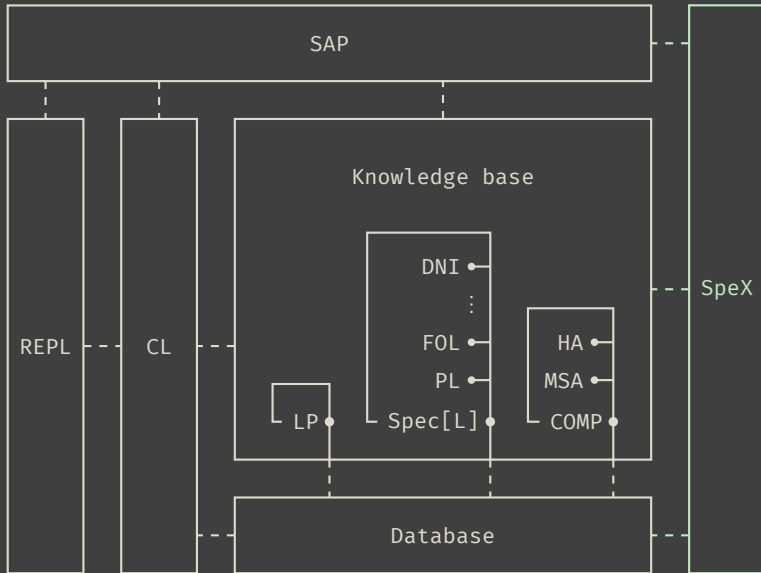 SAP
Knowledge base
DNI
⋮
FOL
HA
REPL
CL
PL
MSA
LP
Spec[L]
COMP
Database
SpeX